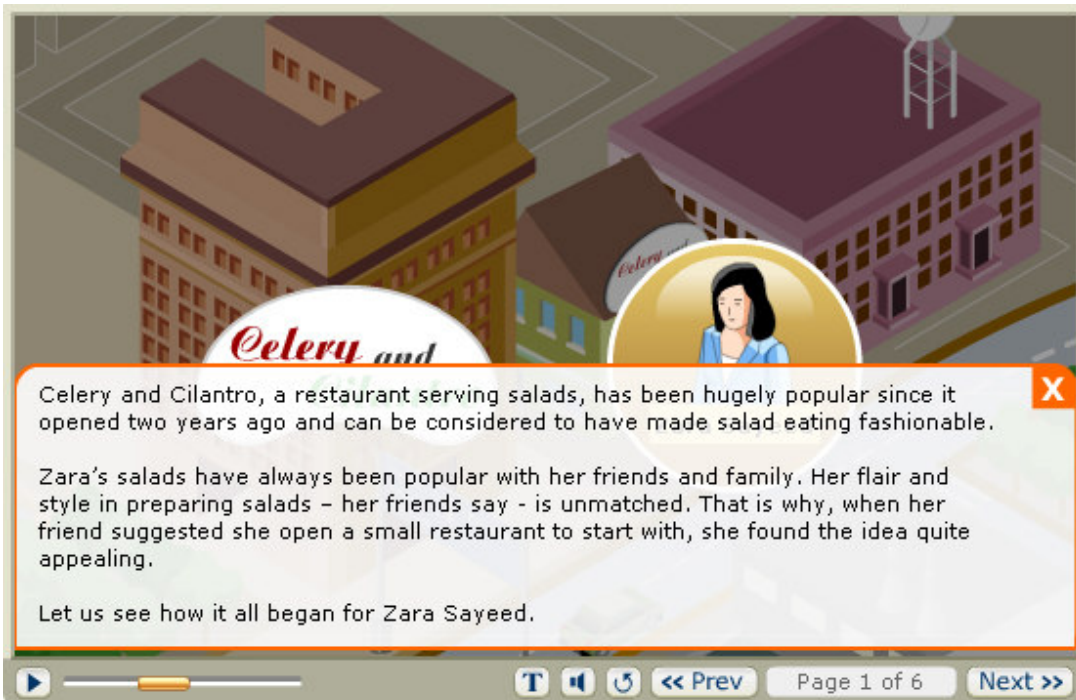 Celery and
Celery and
Celery and Cilantro, a restaurant serving salads, has been hugely popular since it
opened two years ago and can be considered to have made salad eating fashionable.
Zara’s salads have always been popular with her friends and family. Her flair and
style in preparing salads – her friends say - is unmatched. That is why, when her
friend suggested she open a small restaurant to start with, she found the idea quite
appealing.
Let us see how it all began for Zara Sayeed.
X
T
<< Prev
Page 1 of 6
Next >>